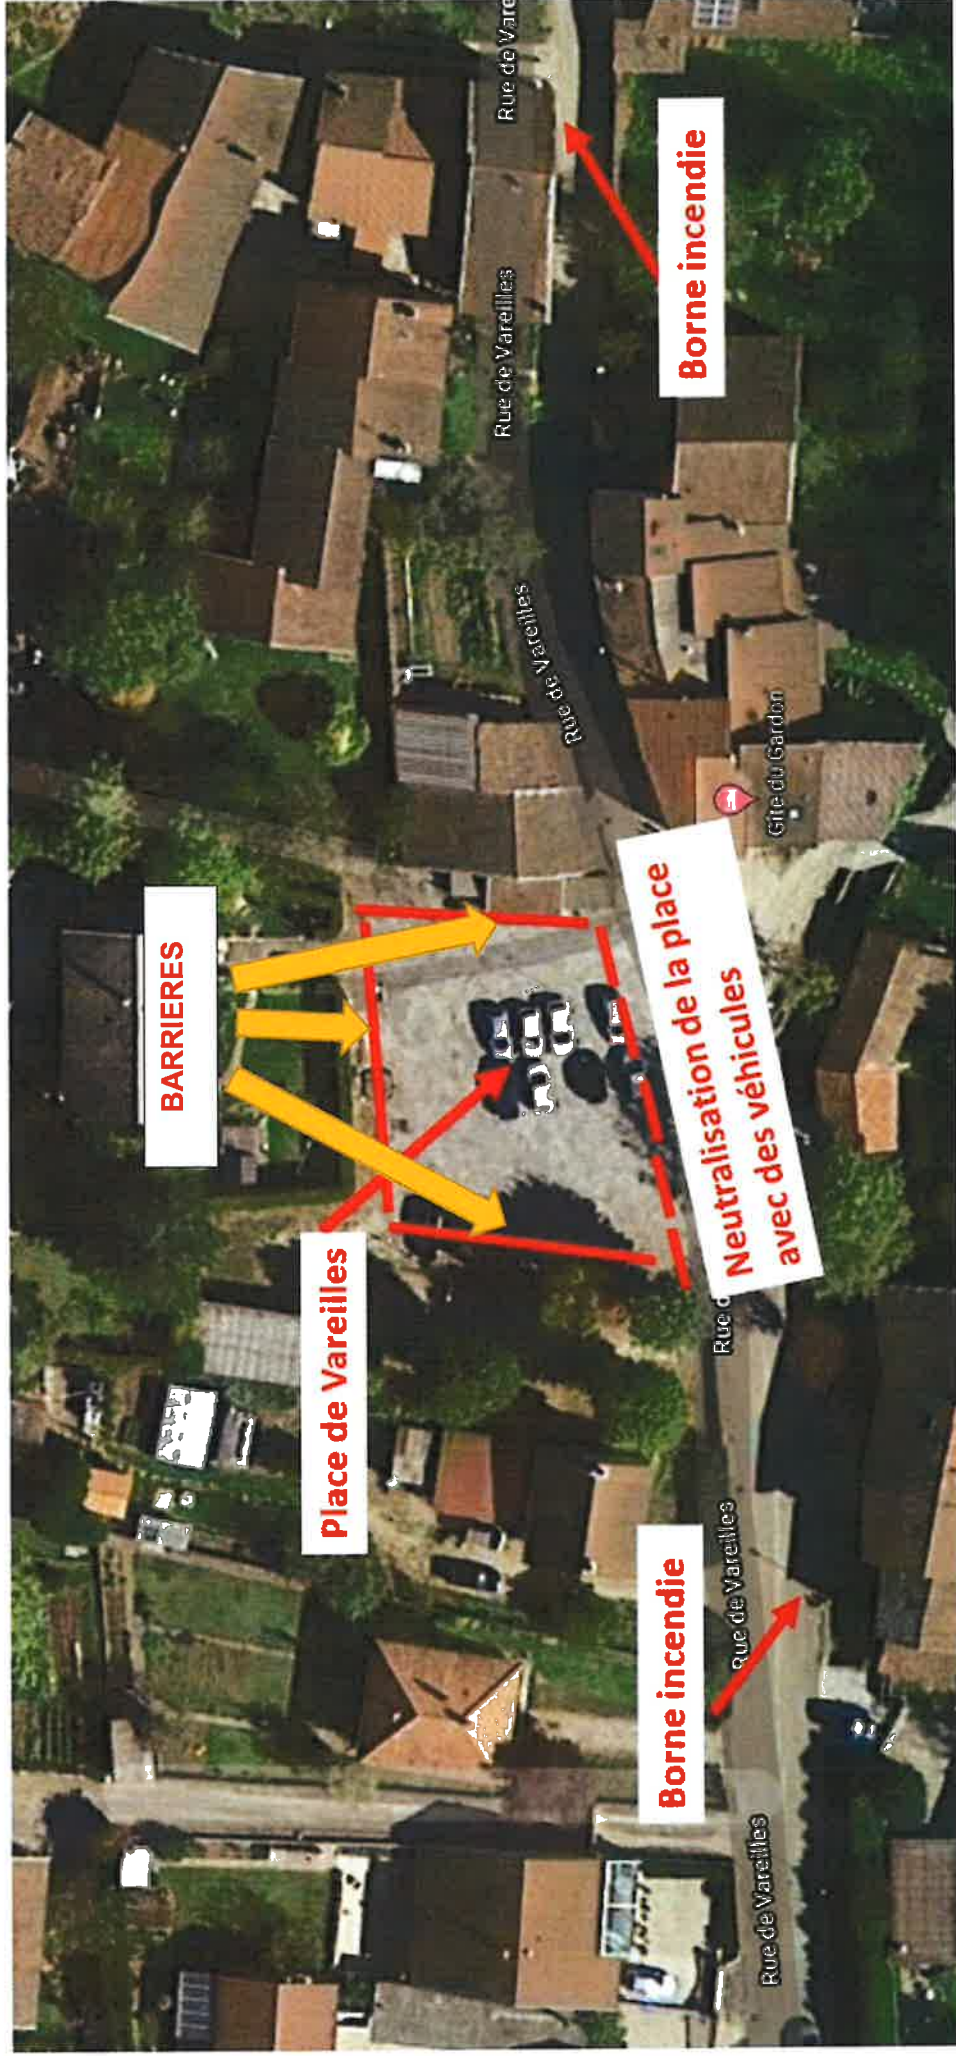 BARRIERES
Place de Vareilles
Borne incendie
Borne incendie
Neutralisation de la place
avec des véhicules
Rue de Vareilles
Rue de Vareilles
Rue d
Rue de Vareilles
Rue de Vareilles
Rue de Vare
Gîte du Gardon